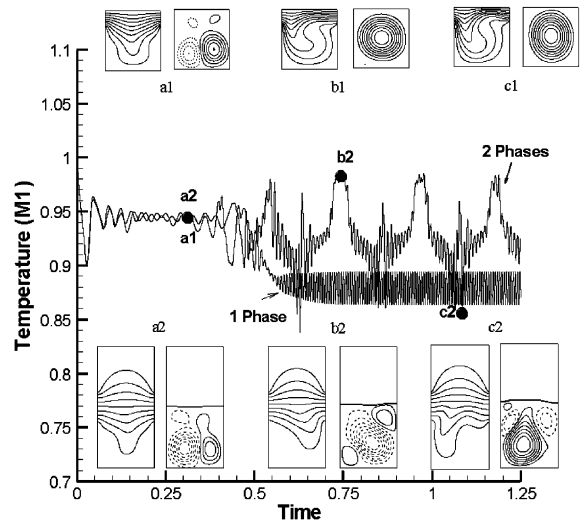 1.1
a1
b1
c1
1.05
1
b2
2 Phases
Temperature (M1)
0.95
a2
a1
0.9
1 Phase
0.85
c2
a2
b2
c2
0.8
0.75
0.7
0
0.25
0.5
0.75
1
1.25
Time